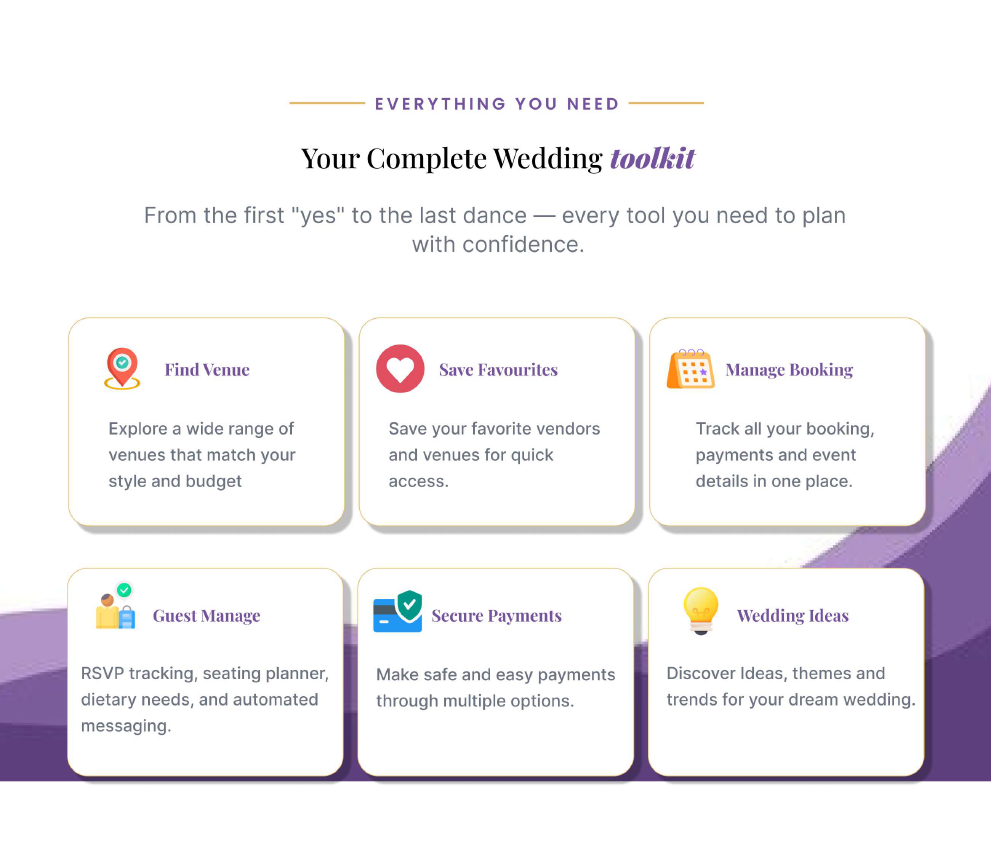 EVERYTHING YOU NEED
Your Complete Wedding toolkit
From the first "yes" to the last dance — every tool you need to plan
with confidence.
Find Venue
Explore a wide range of
venues that match your
style and budget
Save Favourites
Save your favorite vendors
and venues for quick
access.
Manage Booking
Track all your booking,
payments and event
details in one place.
Guest Manage
RSVP tracking, seating planner,
dietary needs, and automated
messaging.
Secure Payments
Make safe and easy payments
through multiple options.
Wedding Ideas
Discover Ideas, themes and
trends for your dream wedding.